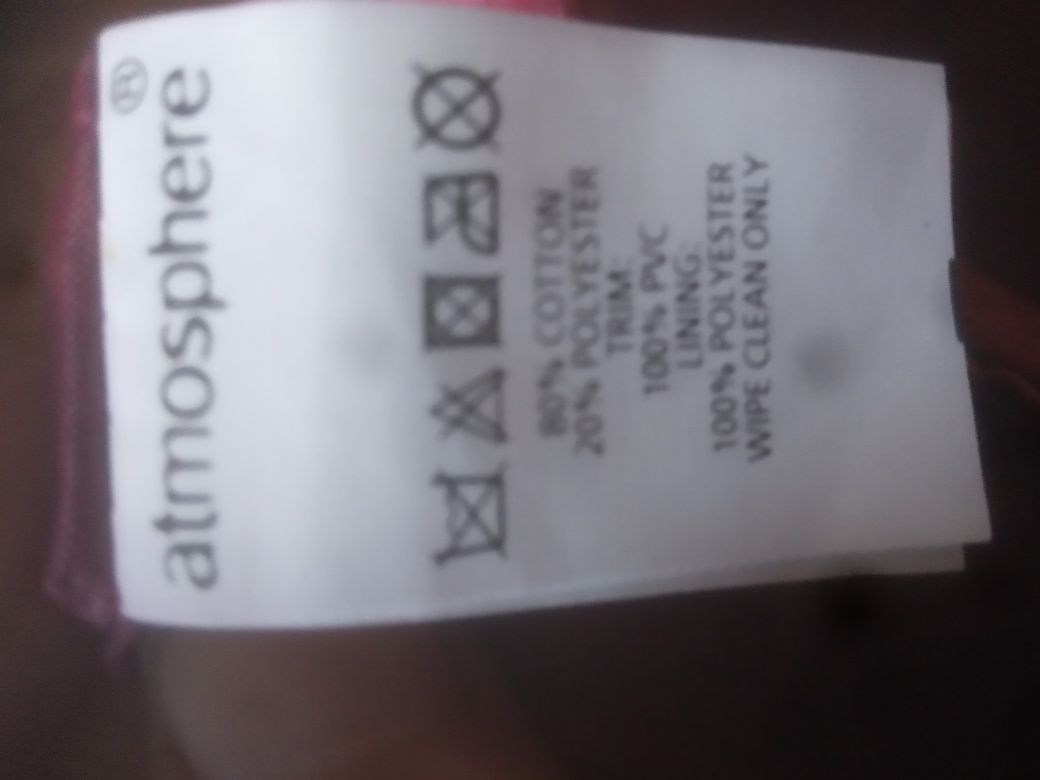 atmosphere®
80% COTTON
20% POLYESTER
TRIM:
100% PVC
LINING:
100% POLYESTER
WIPE CLEAN ONLY